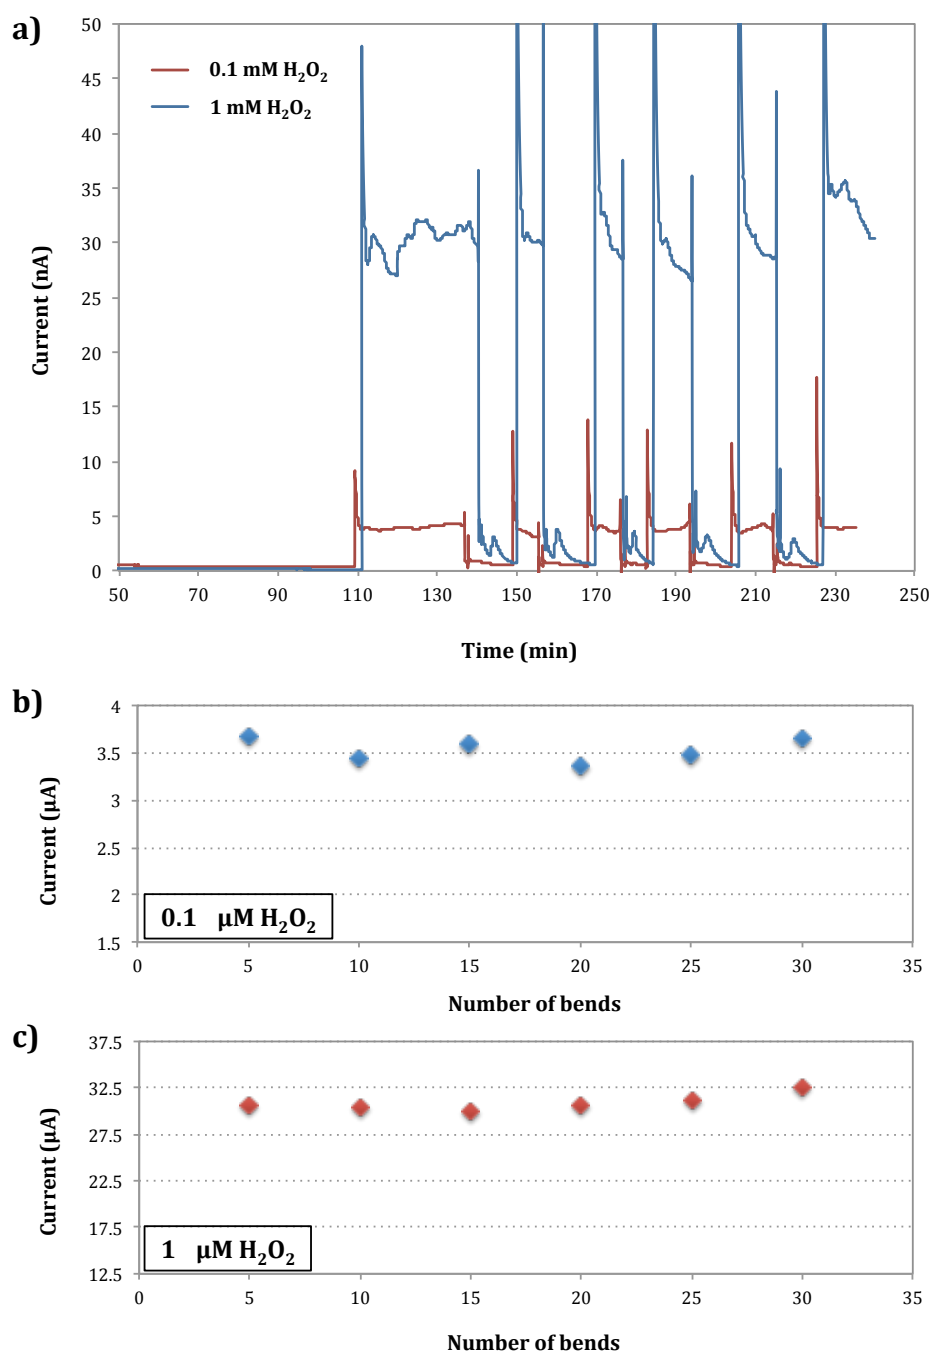 a)
50
45
40
35
30
25
20
15
10
5
0
Current (nA)
0.1 mM H₂O₂
1 mM H₂O₂
50 70 90 110 130 150 170 190 210 230 250
Time (min)
b)
4
3.5
3
2.5
2
1.5
Current (μA)
0.1 μM H₂O₂
0 5 10 15 20 25 30 35
Number of bends
c)
37.5
32.5
27.5
22.5
17.5
12.5
Current (μA)
1 μM H₂O₂
0 5 10 15 20 25 30 35
Number of bends